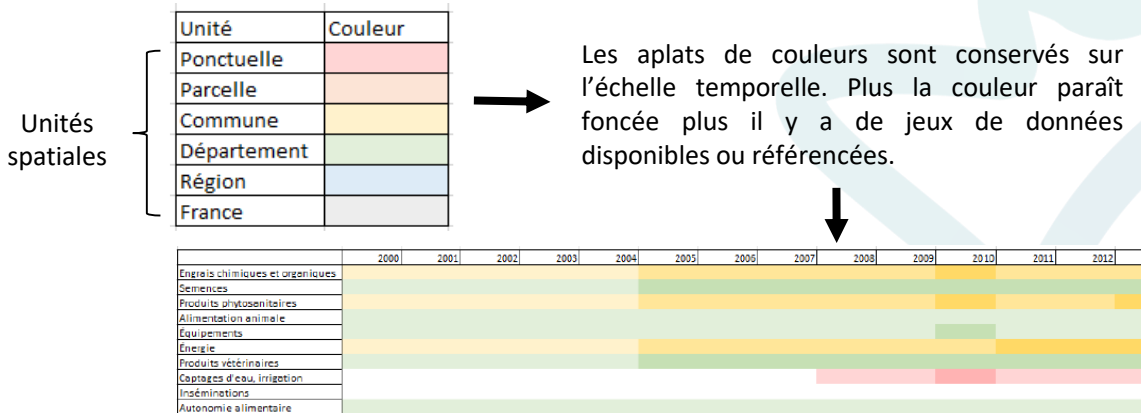 Unité Couleur
Ponctuelle
Parcelle
Commune
Département
Région
France
Unités
spatiales
Les aplats de couleurs sont conservés sur
l’échelle temporelle. Plus la couleur paraît
foncée plus il y a de jeux de données
disponibles ou référencées.
2000 2001 2002 2003 2004 2005 2006 2007 2008 2009 2010 2011 2012
Engrais chimiques et organiques
Semences
Produits phytosanitaires
Alimentation animale
Équipements
Énergie
Produits vétérinaires
Captages d'eau, irrigation
Inséminations
Autonomie alimentaire